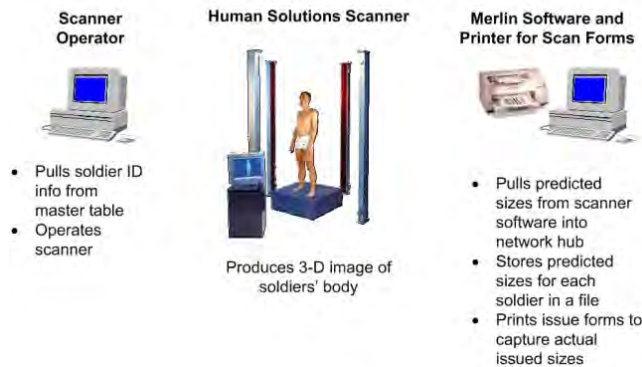 Scanner
Operator
• Pulls soldier ID
info from
master table
• Operates
scanner
Human Solutions Scanner
Produces 3-D image of
soldiers' body
Merlin Software and
Printer for Scan Forms
• Pulls predicted
sizes from scanner
software into
network hub
• Stores predicted
sizes for each
soldier in a file
• Prints issue forms to
capture actual
issued sizes